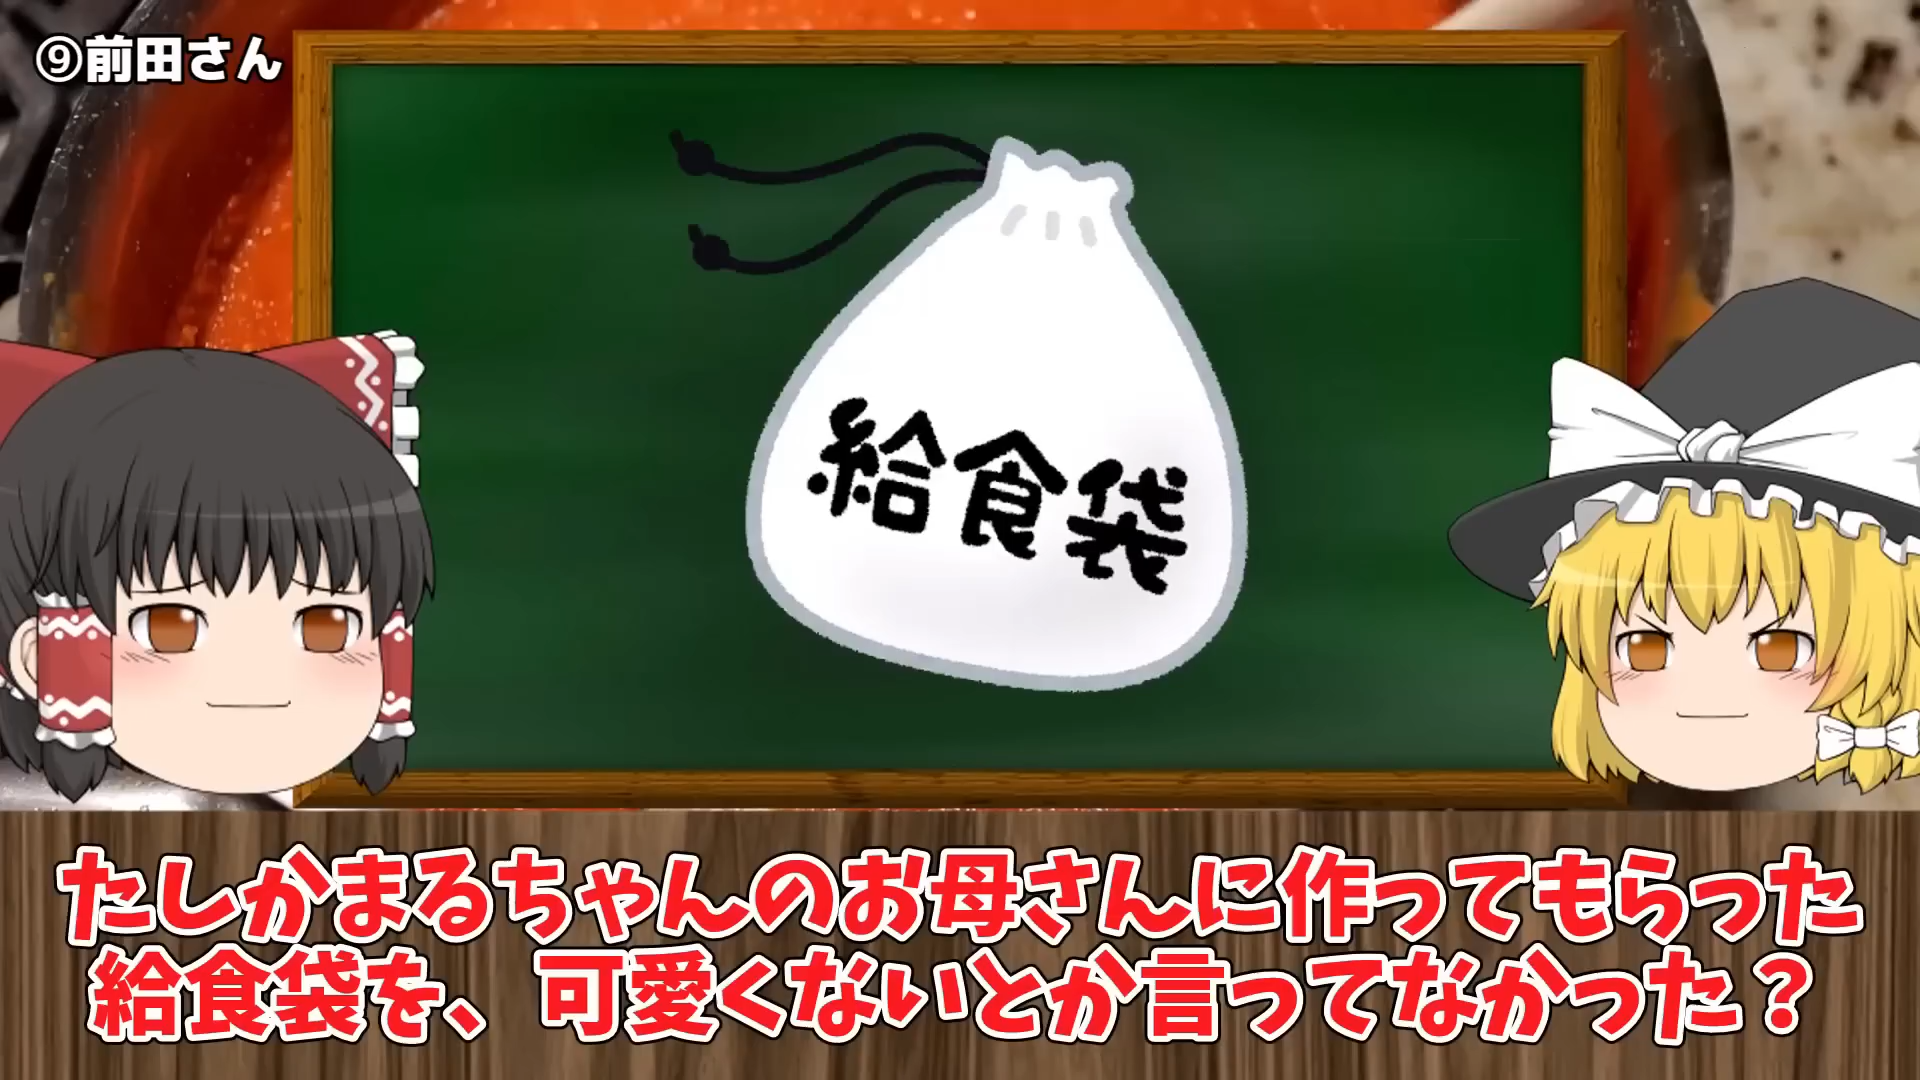 ⑨前田さん
給食袋
たしかまるちゃんのお母さんに作ってもらった
給食袋を、可愛くないとか言ってなかった？